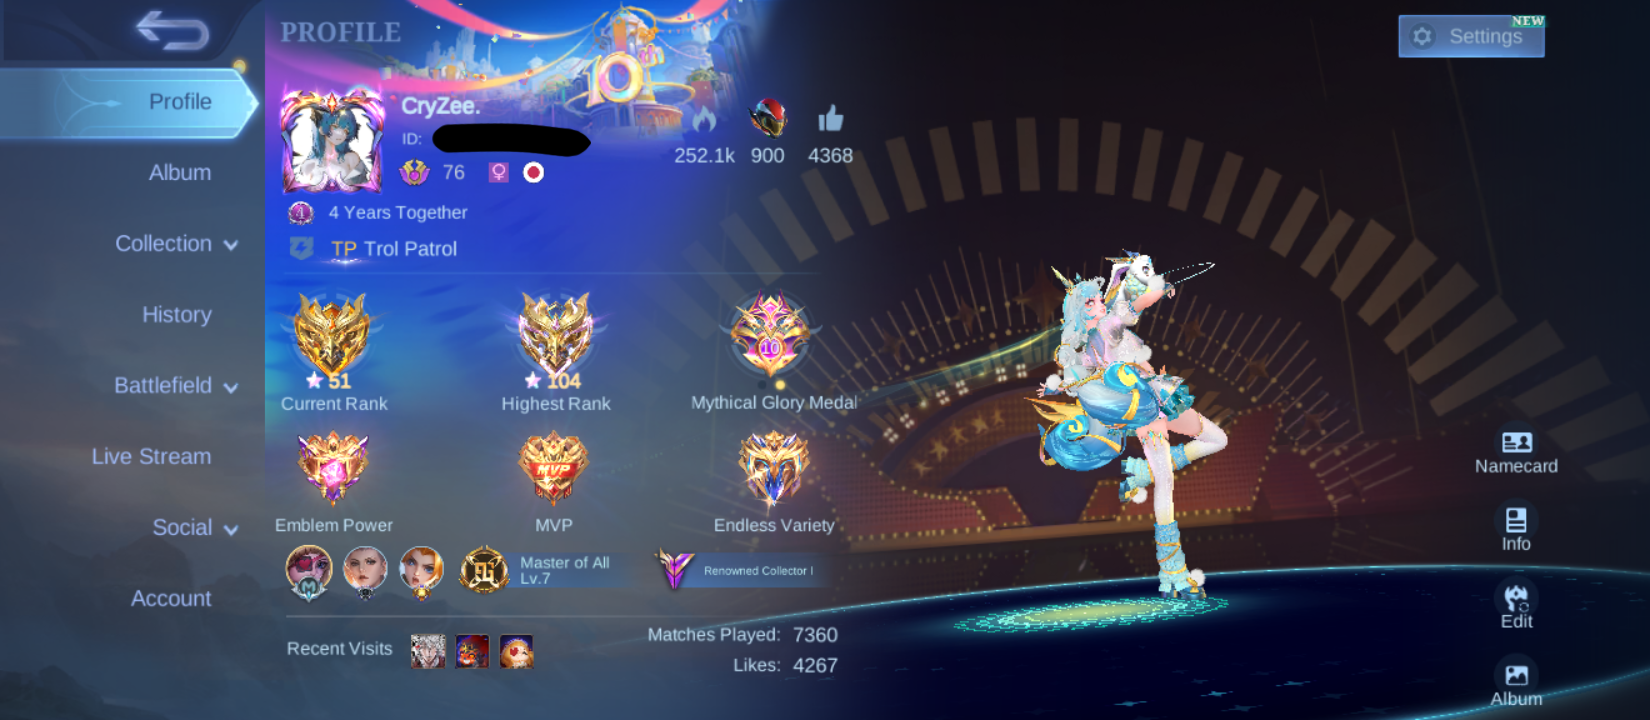 PROFILE
NEW
Settings
10th
Profile
CryZee.
ID:
252.1k 900 4368
76
Album
4
4 Years Together
Collection
TP Trol Patrol
History
10
51
104
Current Rank
Highest Rank
Mythical Glory Medal
Battlefield
Live Stream
MVP
Namecard
Emblem Power
MVP
Endless Variety
Social
Info
M
Master of All
Lv.7
Renowned Collector I
Account
Edit
Matches Played: 7360
Recent Visits
Likes: 4267
Album